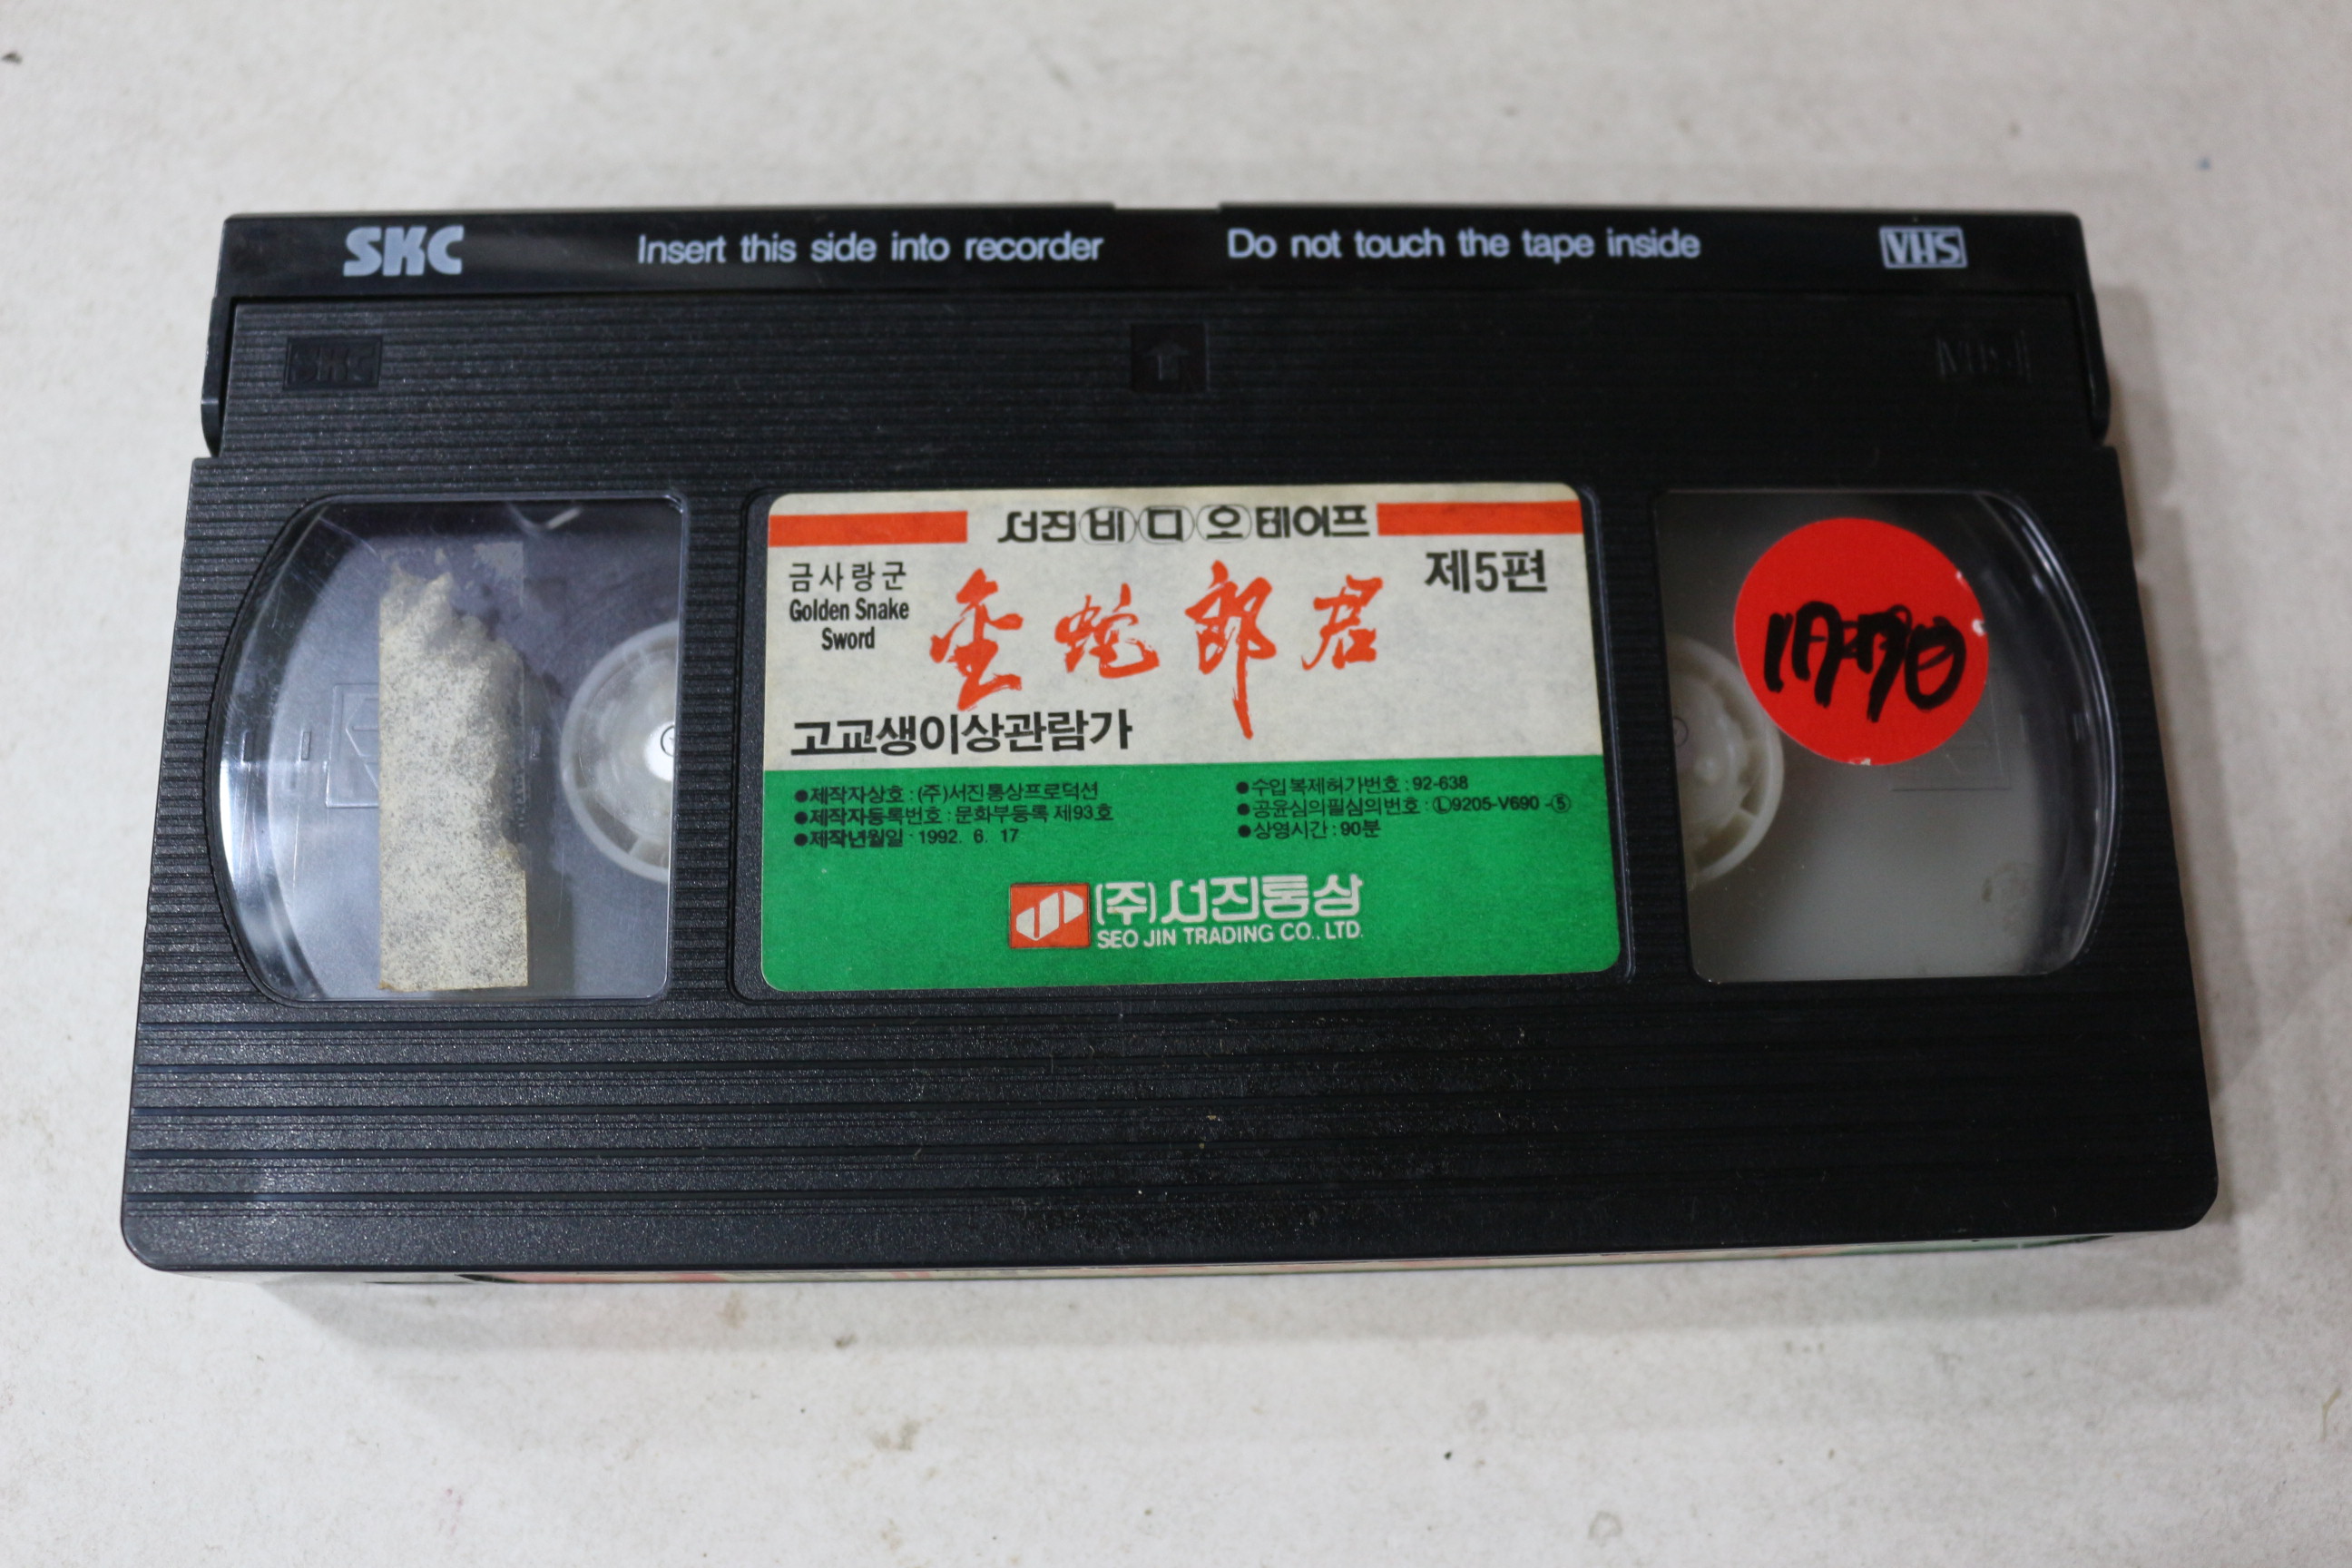 SKC Insert this side into recorder Do not touch the tape inside VHS
SKC VHS
서진비디오테이프
금사랑군
Golden Snake
Sword
金蛇郎君
제5편
고교생이상관람가
●제작자상호 : (주)서진통상프로덕션
●제작자등록번호 : 문화부등록 제93호
●제작년월일 · 1992. 6. 17
●수입복제허가번호 : 92-638
●공윤심의필심의번호 : Ⓛ9205-V690 -⑤
●상영시간 : 90분
(주)서진통상
SEO JIN TRADING CO., LTD.